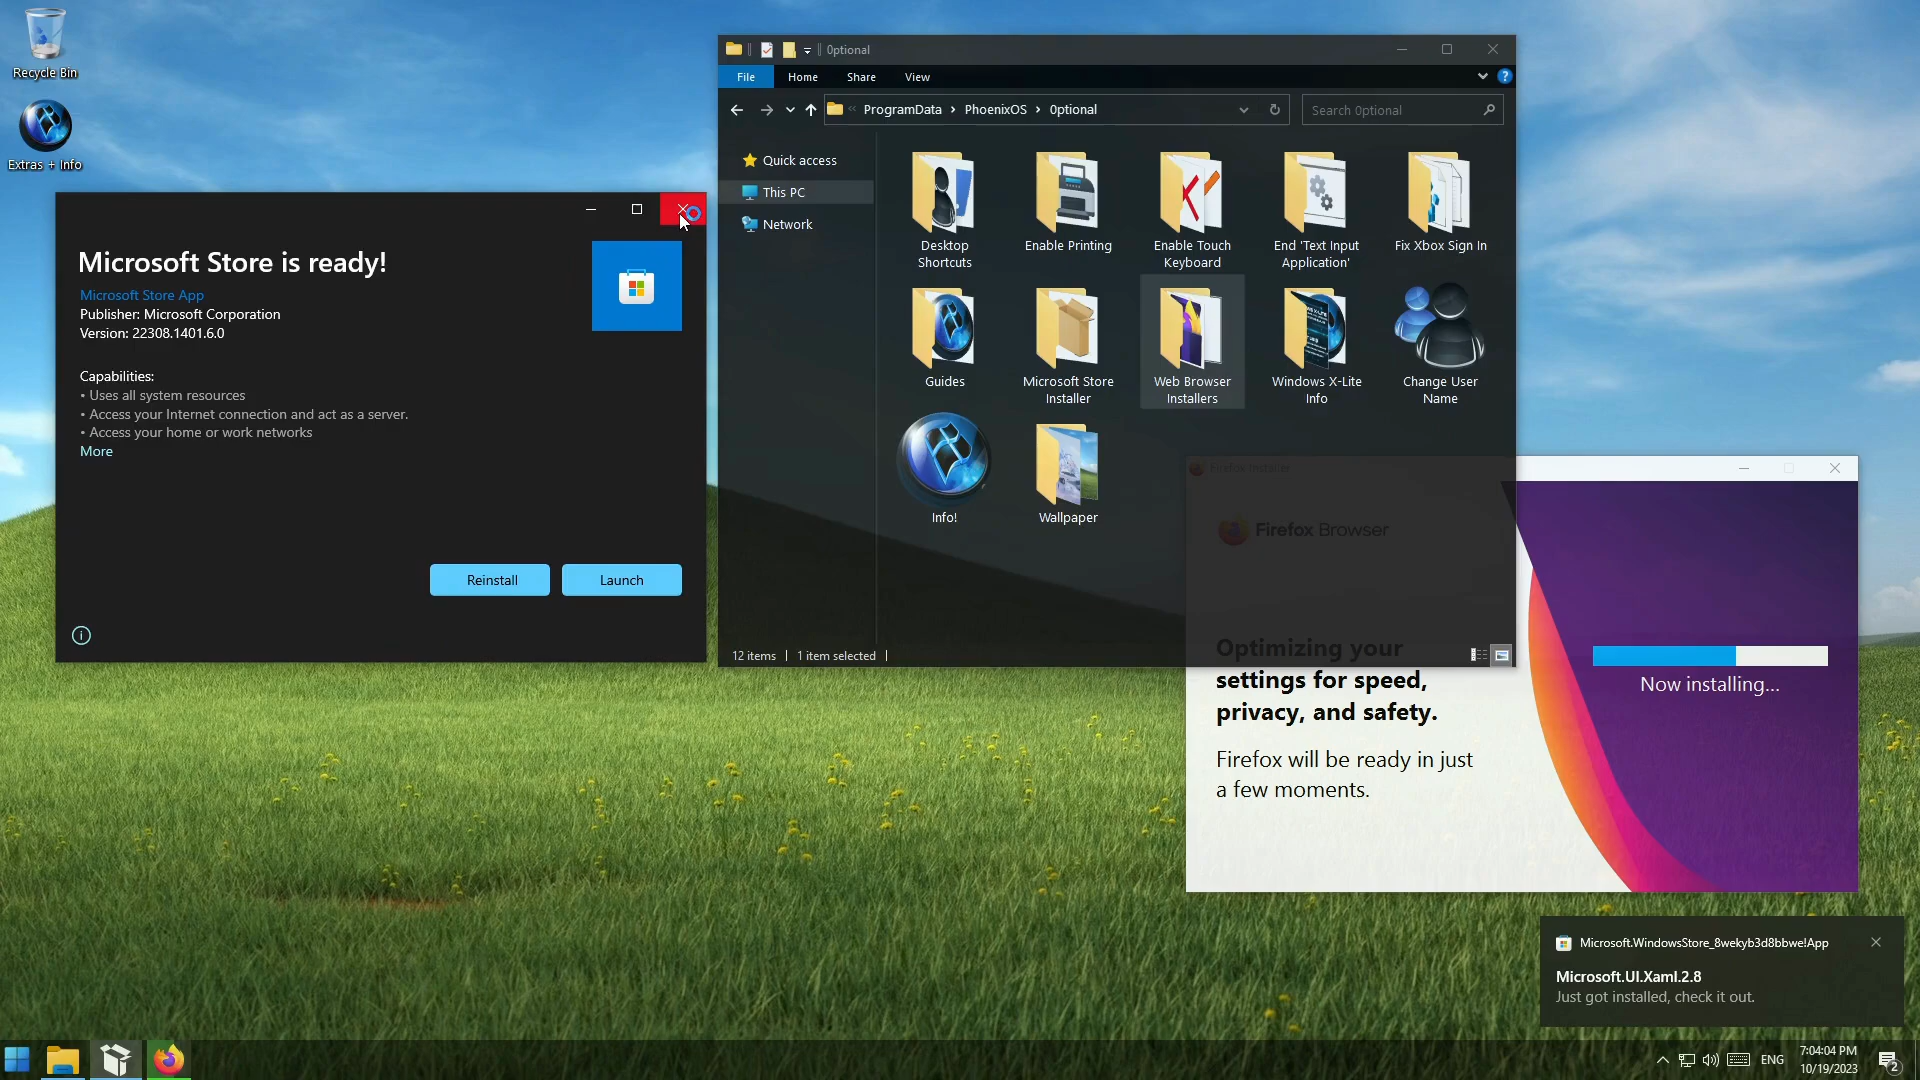 Recycle Bin
Extras + Info
Microsoft Store is ready!
Microsoft Store App
Publisher: Microsoft Corporation
Version: 22308.1401.6.0
Capabilities:
• Uses all system resources
• Access your Internet connection and act as a server.
• Access your home or work networks
More
Reinstall
Launch
0ptional
File
Home
Share
View
ProgramData
PhoenixOS
0ptional
Search 0ptional
Quick access
This PC
Network
Desktop
Shortcuts
Enable Printing
Enable Touch
Keyboard
End 'Text Input
Application'
Fix Xbox Sign In
Guides
Microsoft Store
Installer
Web Browser
Installers
Windows X-Lite
Info
Change User
Name
Info!
Wallpaper
12 items
1 item selected
Firefox Installer
Firefox Browser
Optimizing your
settings for speed,
privacy, and safety.
Firefox will be ready in just
a few moments.
Now installing...
Microsoft.WindowsStore_8wekyb3d8bbwe!App
Microsoft.UI.Xaml.2.8
Just got installed, check it out.
ENG
7:04:04 PM
10/19/2023
2